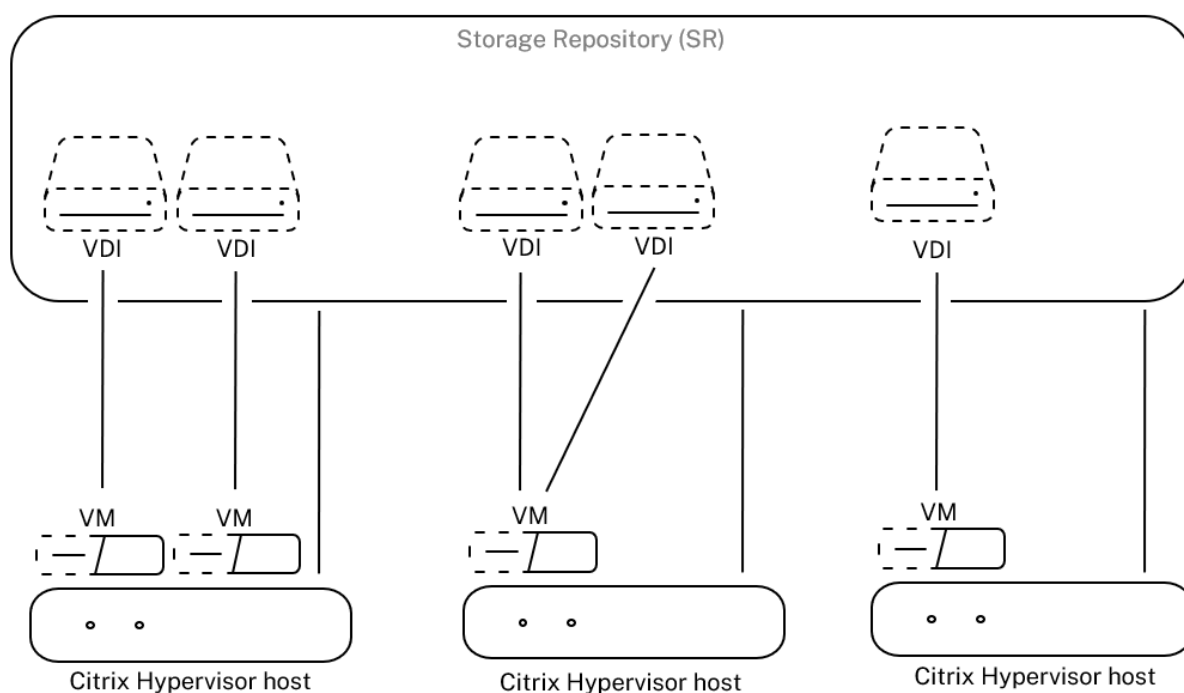 Storage Repository (SR)
VDI
VDI
VDI
VDI
VDI
VM
VM
VM
VM
Citrix Hypervisor host
Citrix Hypervisor host
Citrix Hypervisor host